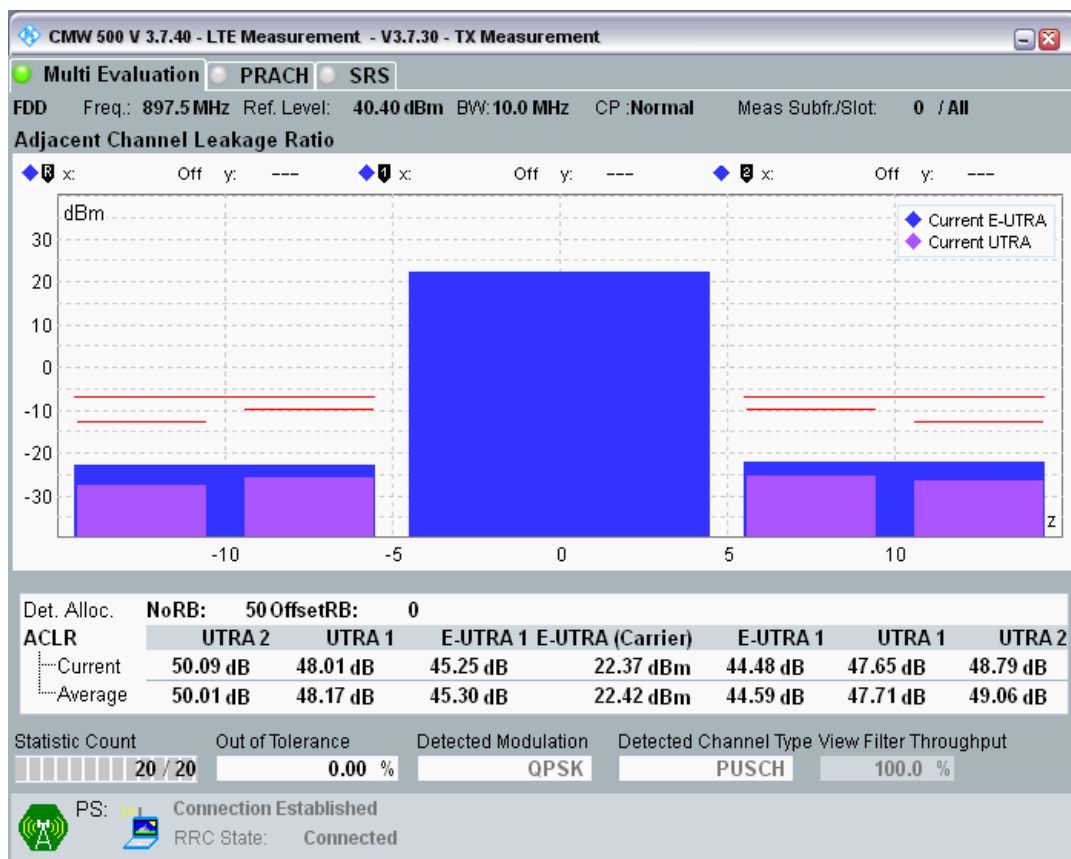 CMW 500 V 3.7.40 - LTE Measurement - V3.7.30 - TX Measurement
Multi Evaluation PRACH SRS
FDD Freq.: 897.5 MHz Ref. Level: 40.40 dBm BW: 10.0 MHz CP :Normal Meas Subfr./Slot: 0 / All
Adjacent Channel Leakage Ratio
R x: Off y: --- 1 x: Off y: --- 2 x: Off y: ---
dBm
Current E-UTRA
Current UTRA
30
20
10
0
-10
-20
-30
z
-10 -5 0 5 10
Det. Alloc. NoRB: 50 OffsetRB: 0
ACLR UTRA 2 UTRA 1 E-UTRA 1 E-UTRA (Carrier) E-UTRA 1 UTRA 1 UTRA 2
Current 50.09 dB 48.01 dB 45.25 dB 22.37 dBm 44.48 dB 47.65 dB 48.79 dB
Average 50.01 dB 48.17 dB 45.30 dB 22.42 dBm 44.59 dB 47.71 dB 49.06 dB
Statistic Count Out of Tolerance Detected Modulation Detected Channel Type View Filter Throughput
20 / 20 0.00 % QPSK PUSCH 100.0 %
PS: Connection Established
RRC State: Connected